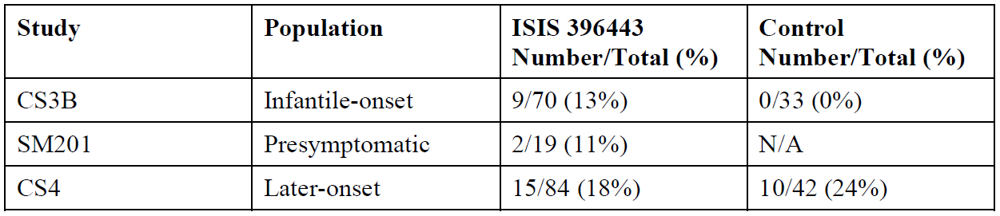 Study Population ISIS 396443 Number/Total (%) Control Number/Total (%)
CS3B Infantile-onset 9/70 (13%) 0/33 (0%)
SM201 Presymptomatic 2/19 (11%) N/A
CS4 Later-onset 15/84 (18%) 10/42 (24%)